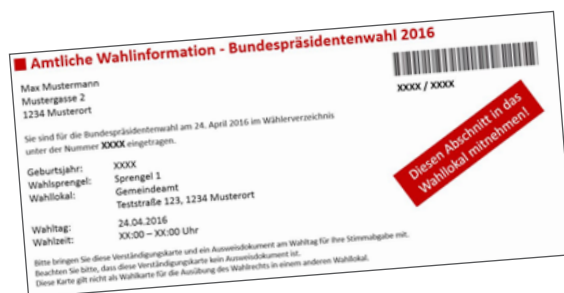 Amtliche Wahlinformation - Bundespräsidentenwahl 2016
Max Mustermann
Mustergasse 2
1234 Musterort
XXXX / XXXX
Diesen Abschnitt in das
Wahllokal mitnehmen!
Sie sind für die Bundespräsidentenwahl am 24. April 2016 im Wählerverzeichnis
unter der Nummer XXXX eingetragen.
Geburtsjahr: XXXX
Wahlsprengel: Sprengel 1
Wahllokal: Gemeindeamt
Teststraße 123, 1234 Musterort
Wahltag: 24.04.2016
Wahlzeit: XX:00 – XX:00 Uhr
Bitte bringen Sie diese Verständigungskarte und ein Ausweisdokument am Wahltag für Ihre Stimmabgabe mit.
Beachten Sie bitte, dass diese Verständigungskarte kein Ausweisdokument ist.
Diese Karte gilt nicht als Wahlkarte für die Ausübung des Wahlrechts in einem anderen Wahllokal.